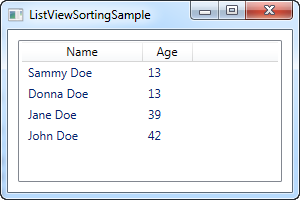 ListViewSortingSample
Name Age
Sammy Doe 13
Donna Doe 13
Jane Doe 39
John Doe 42